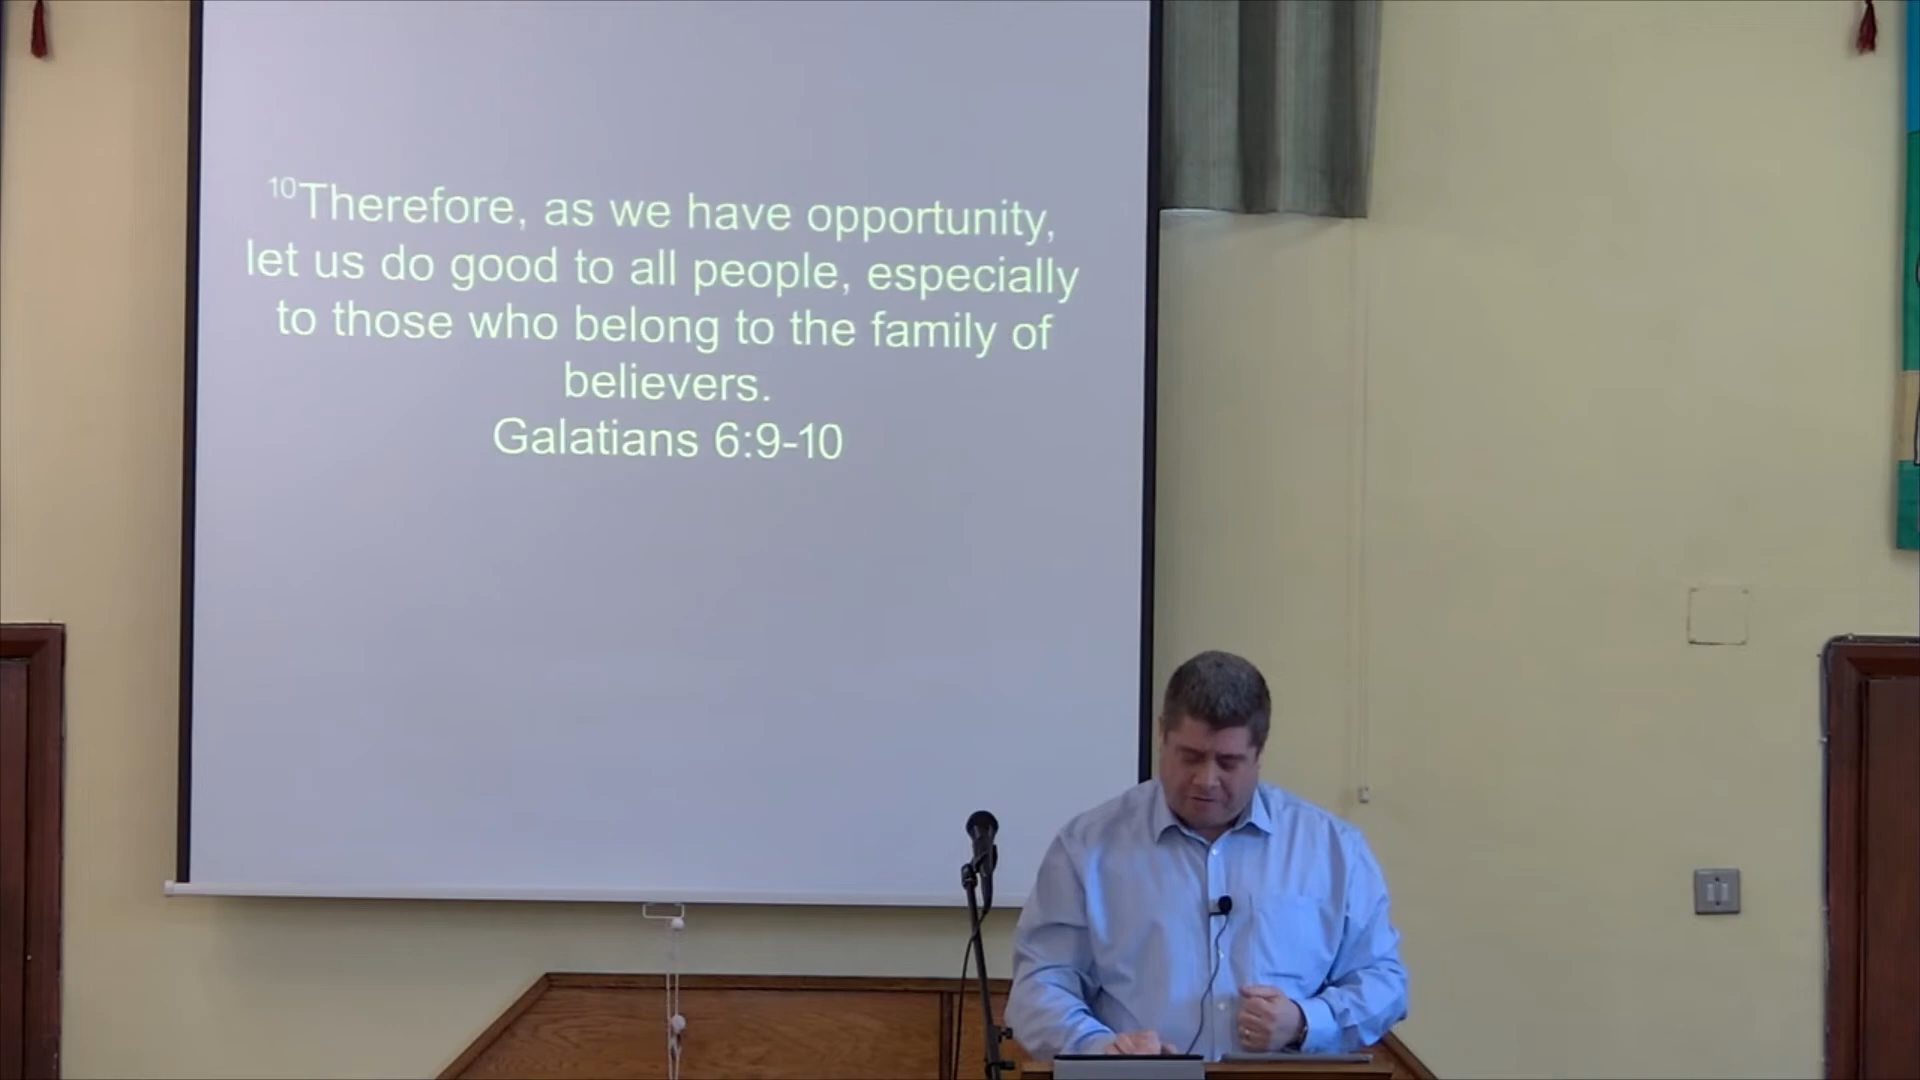 ¹⁰Therefore, as we have opportunity,
let us do good to all people, especially
to those who belong to the family of
believers.
Galatians 6:9-10